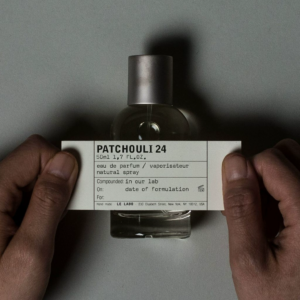 PATCHOULI 24
50ml 1,7 fl.oz.
eau de parfum / vaporisateur
natural spray
Compounded in our lab
On date of formulation
For
LE LABO